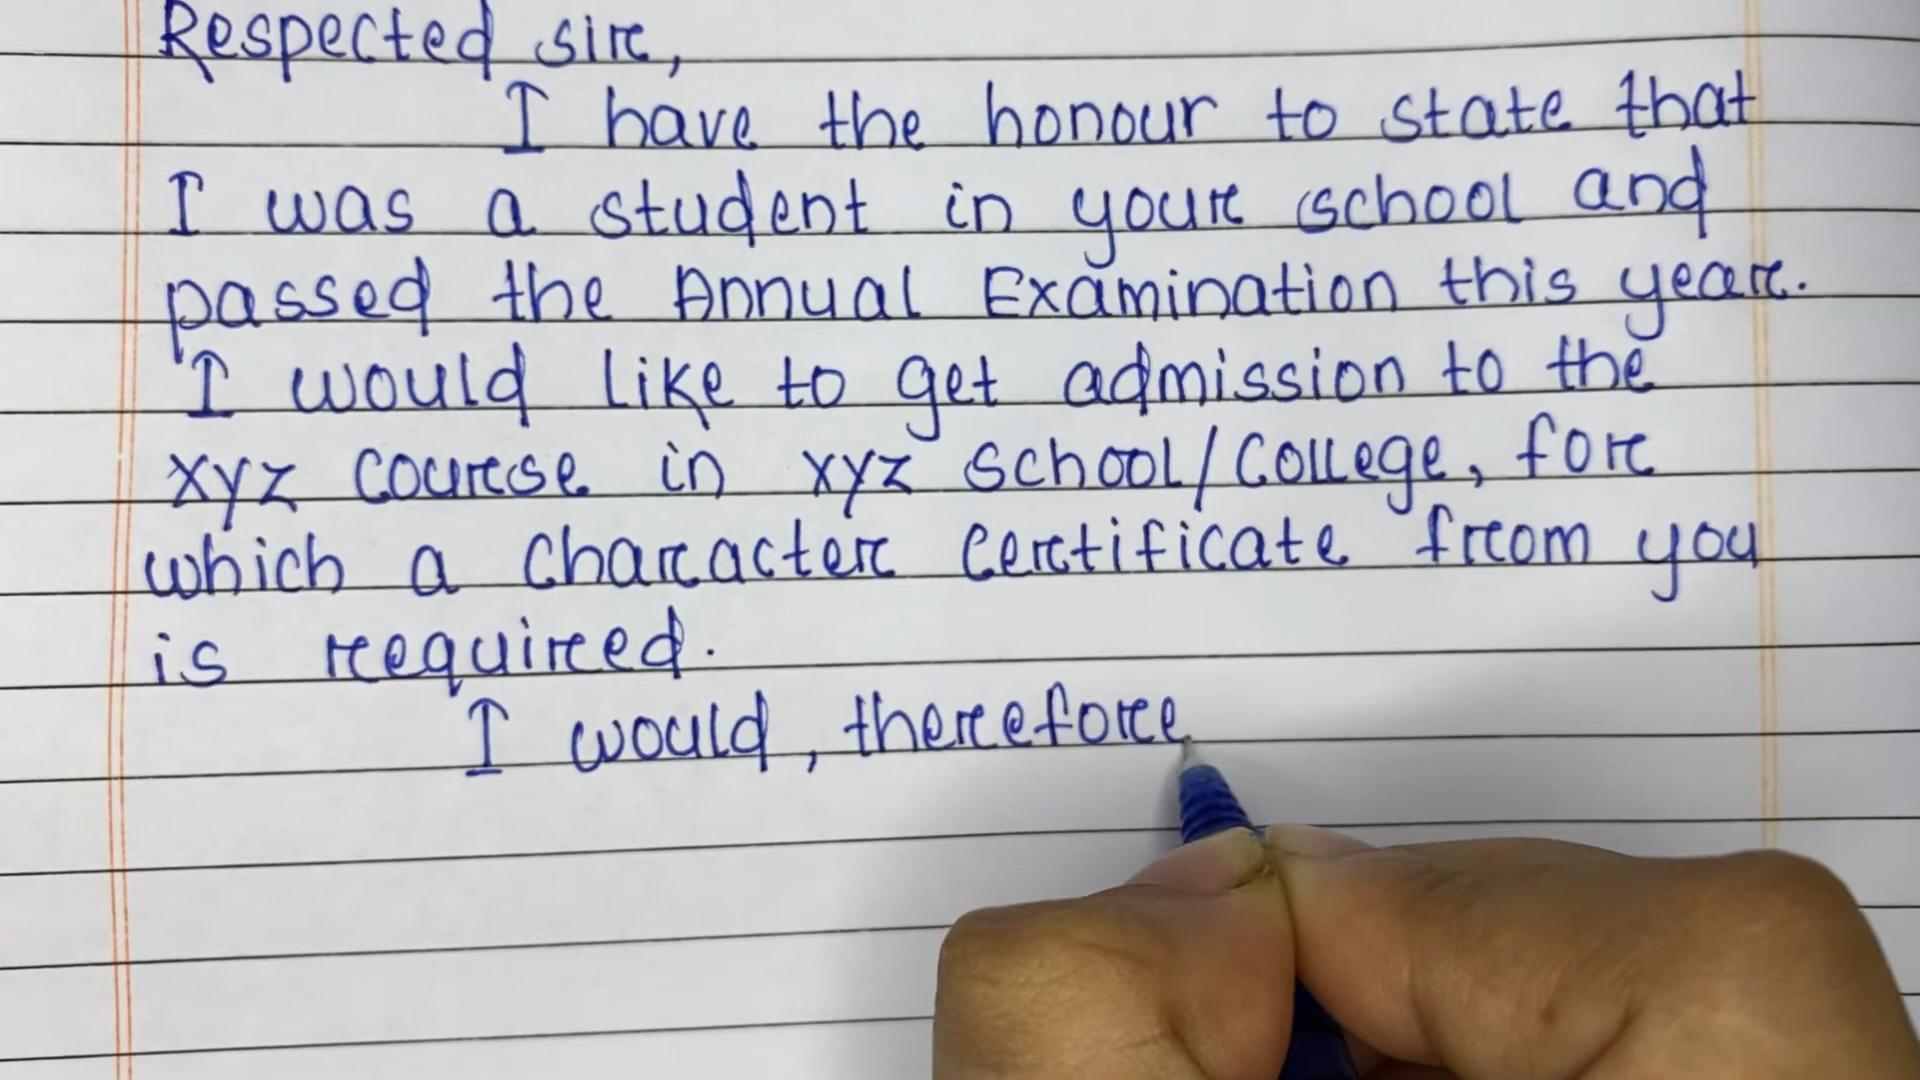 Respected sir,
I have the honour to state that
I was a student in your school and
passed the Annual Examination this year.
I would like to get admission to the
xyz course in xyz school/college, for
which a character certificate from you
is required.
I would, therefore